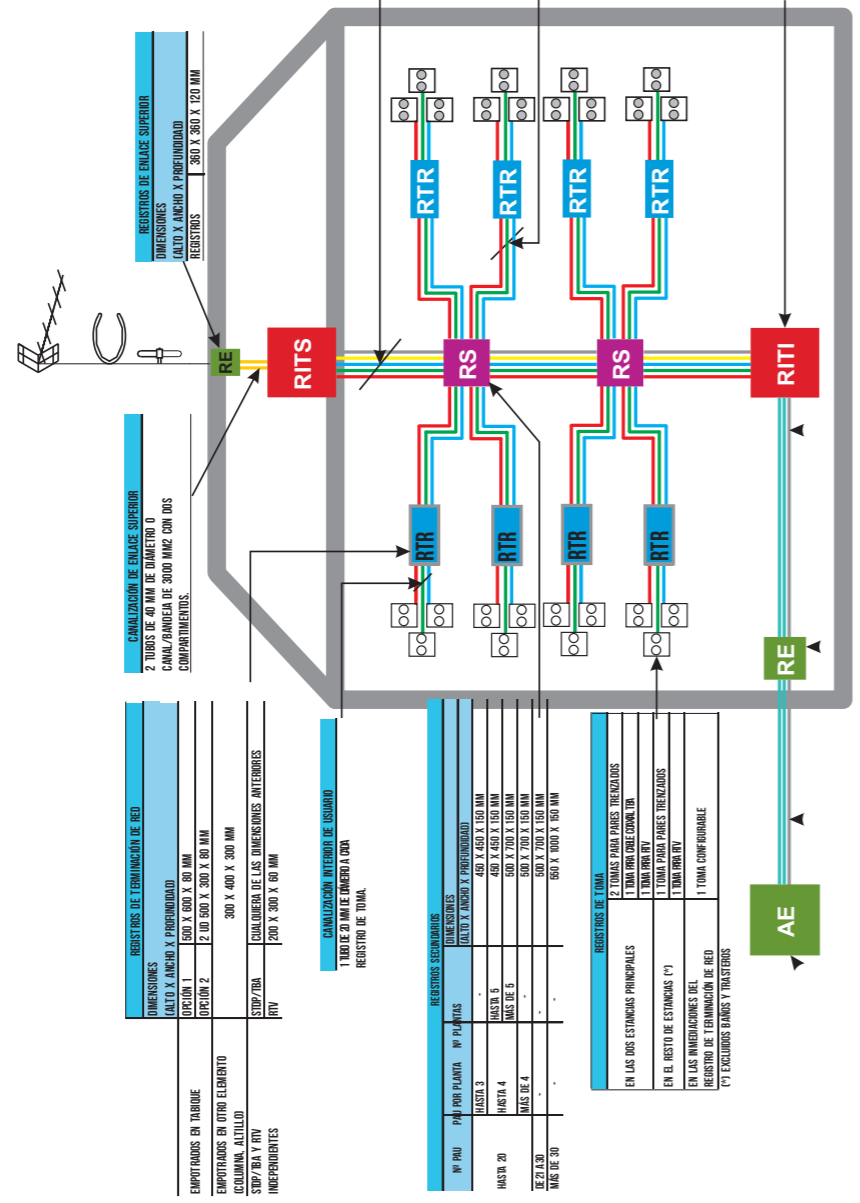 REGISTROS DE ENLACE SUPERIOR
DIMENSIONES
(ALTO X ANCHO X PROFUNDIDAD)
REGISTROS 360 X 360 X 120 MM
CANALIZACIÓN DE ENLACE SUPERIOR
2 TUBOS DE 40 MM DE DIÁMETRO O
CANAL/BANDEJA DE 3000 MM2 CON DOS
COMPARTIMENTOS.
REGISTROS DE TERMINACIÓN DE RED
DIMENSIONES
(ALTO X ANCHO X PROFUNDIDAD)
EMPOTRADOS EN TABIQUE
OPCIÓN 1 500 X 600 X 80 MM
OPCIÓN 2 2 UD 500 X 300 X 80 MM
EMPOTRADOS EN OTRO ELEMENTO
(COLUMNA, ALTILLO)
300 X 400 X 300 MM
STDP/TBA Y RTV
INDEPENDIENTES
STDP/TBA CUALQUIERA DE LAS DIMENSIONES ANTERIORES
RTV 200 X 300 X 60 MM
CANALIZACIÓN INTERIOR DE USUARIO
1 TUBO DE 20 MM DE DIÁMERO A CADA
REGISTRO DE TOMA.
REGISTROS SECUNDARIOS
Nº PAU PAU POR PLANTA Nº PLANTAS DIMENSIONES
(ALTO X ANCHO X PROFUNDIDAD)
HASTA 20 HASTA 3 - 450 X 450 X 150 MM
HASTA 4 HASTA 5 450 X 450 X 150 MM
MÁS DE 5 500 X 700 X 150 MM
MÁS DE 4 - 500 X 700 X 150 MM
DE 21 A 30 - - 500 X 700 X 150 MM
MÁS DE 30 - - 550 X 1000 X 150 MM
REGISTROS DE TOMA
EN LAS DOS ESTANCIAS PRINCIPALES
2 TOMAS PARA PARES TRENZADOS
1 TOMA PARA CABLE COAXIAL TBA
1 TOMA PARA RTV
EN EL RESTO DE ESTANCIAS (*)
1 TOMA PARA PARES TRENZADOS
1 TOMA PARA RTV
EN LAS INMEDIACIONES DEL
REGISTRO DE TERMINACIÓN DE RED
1 TOMA CONFIGURABLE
(*) EXCLUIDOS BAÑOS Y TRASTEROS
RE
RITS
RTR
RTR
RTR
RTR
RS
RS
RTR
RTR
RTR
RTR
RITI
RE
AE